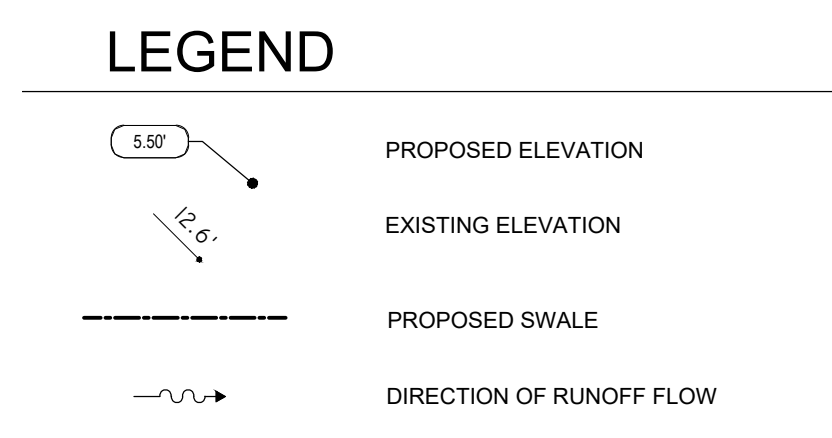 LEGEND
5.50' PROPOSED ELEVATION
12.6' EXISTING ELEVATION
PROPOSED SWALE
DIRECTION OF RUNOFF FLOW